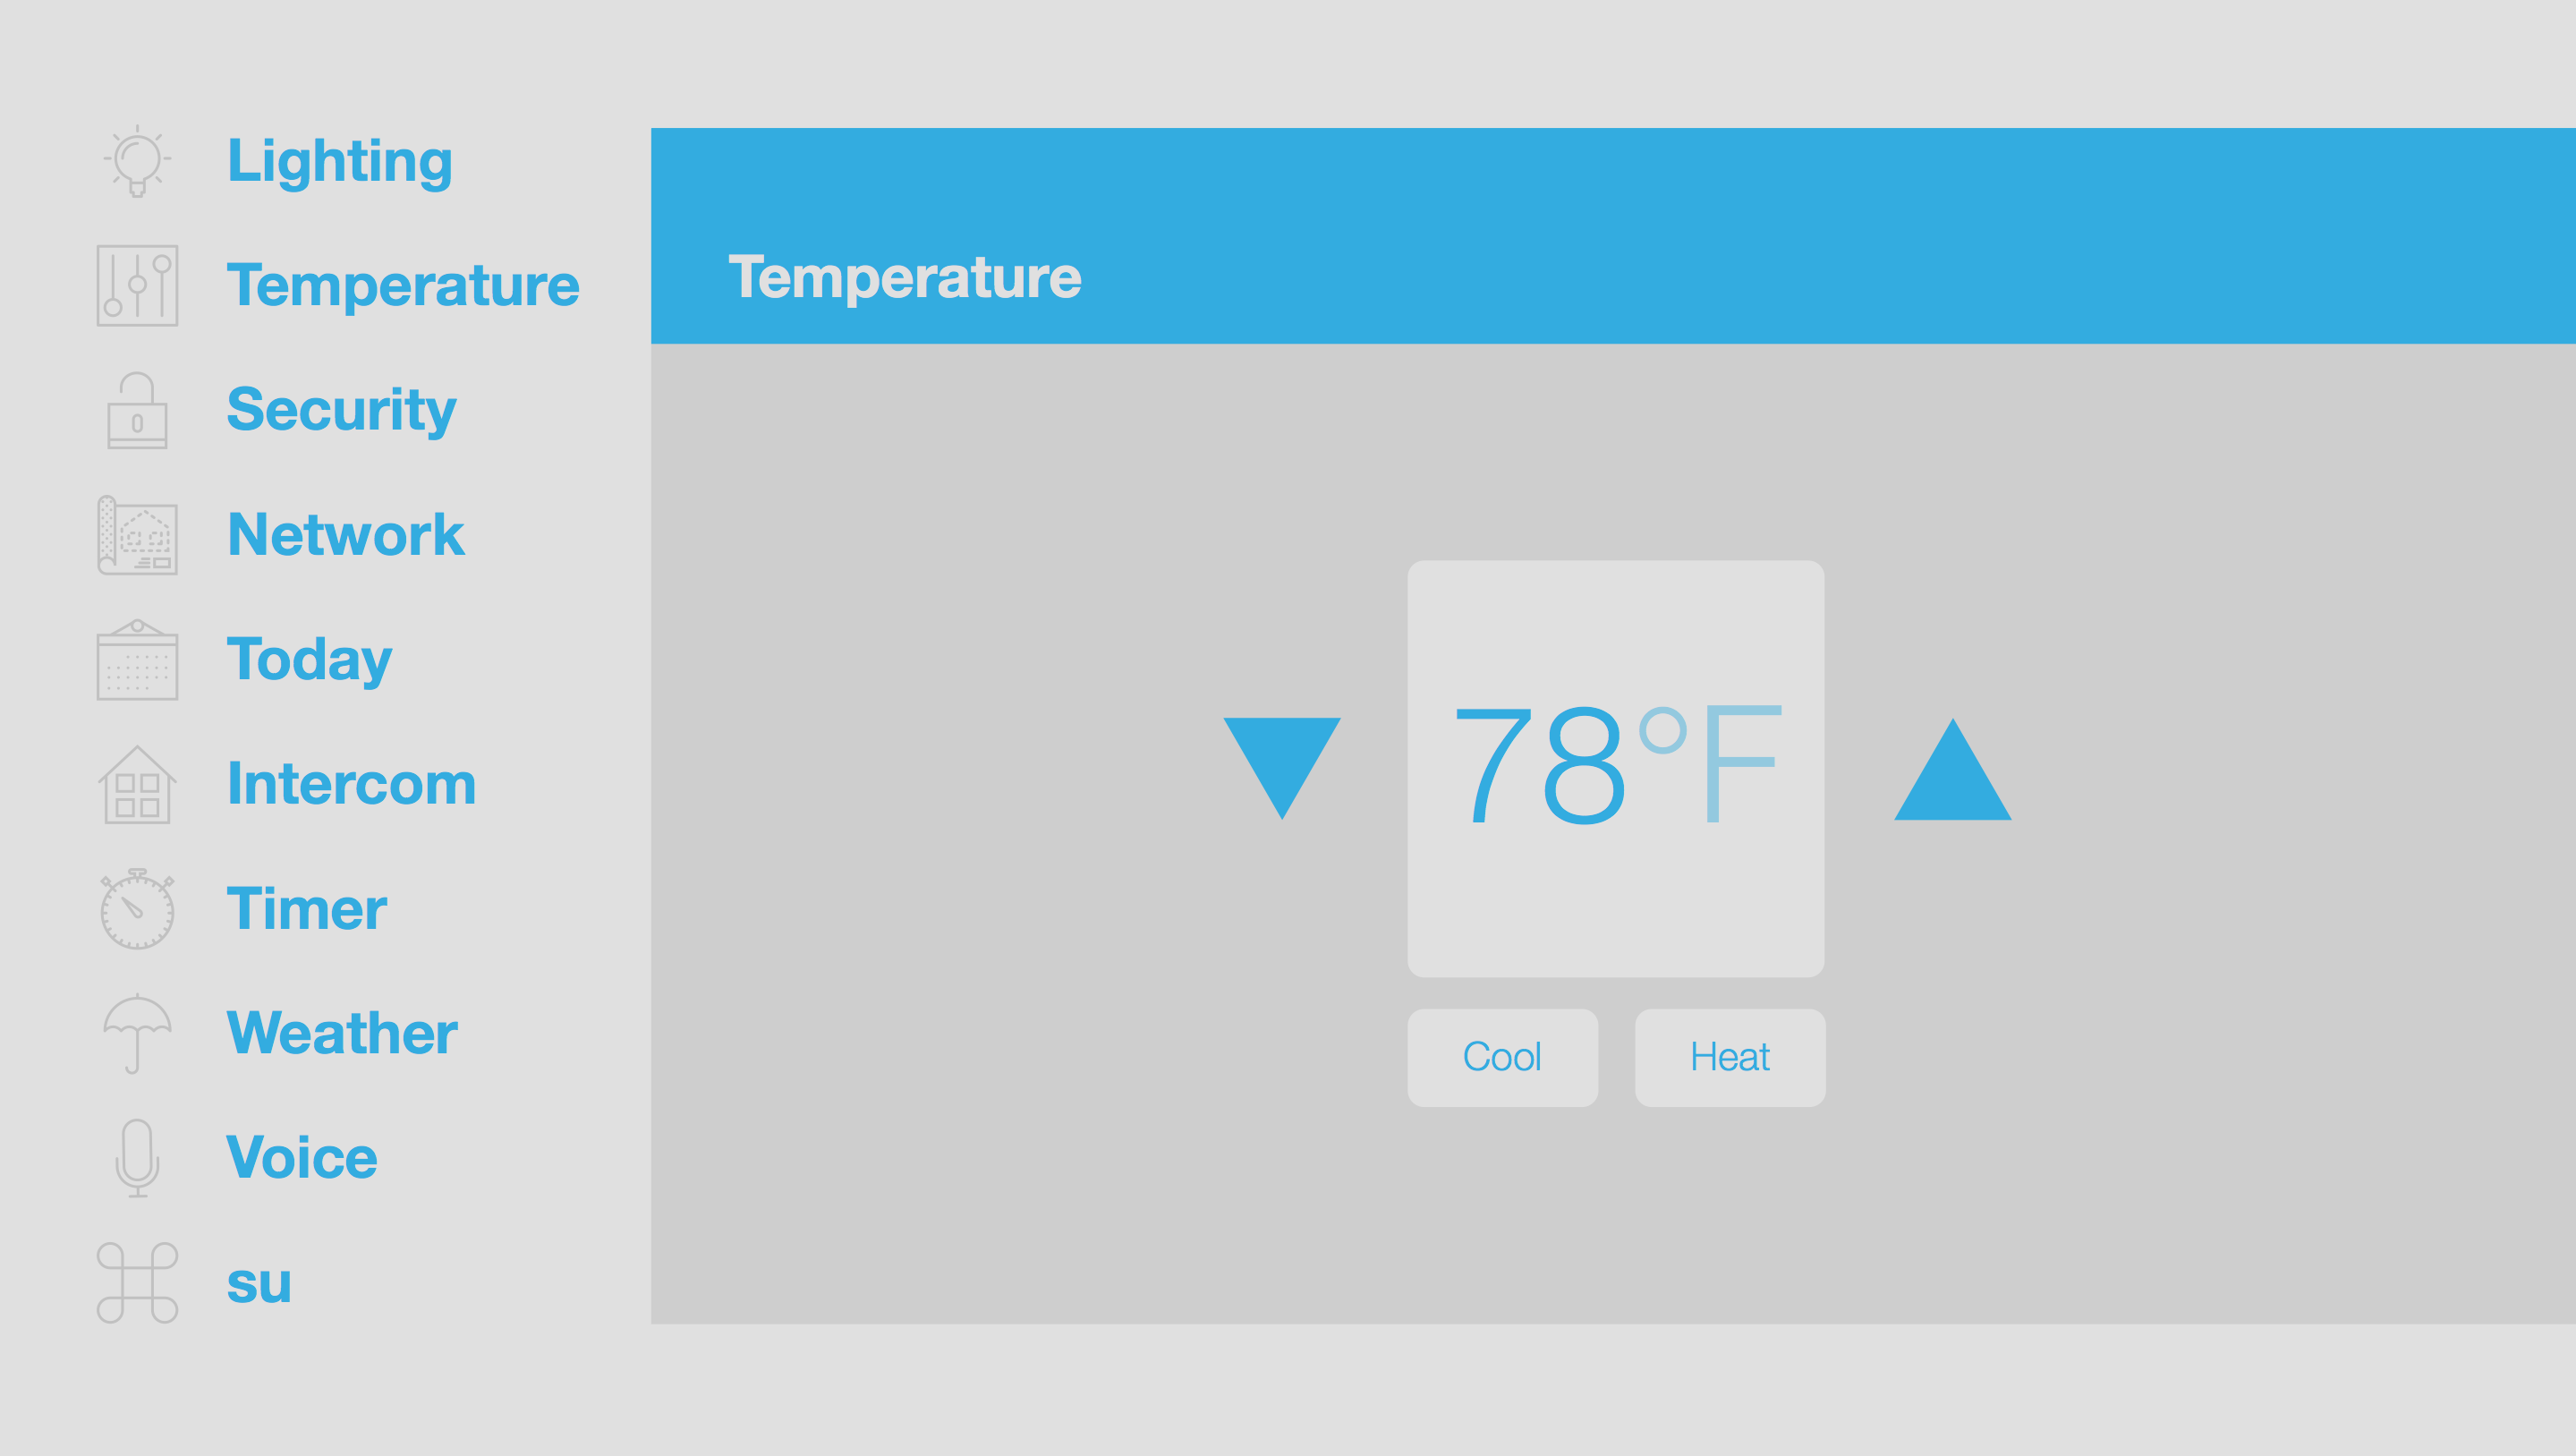 Lighting
Temperature
Security
Network
Today
Intercom
Timer
Weather
Voice
su
Temperature
78°F
Cool
Heat